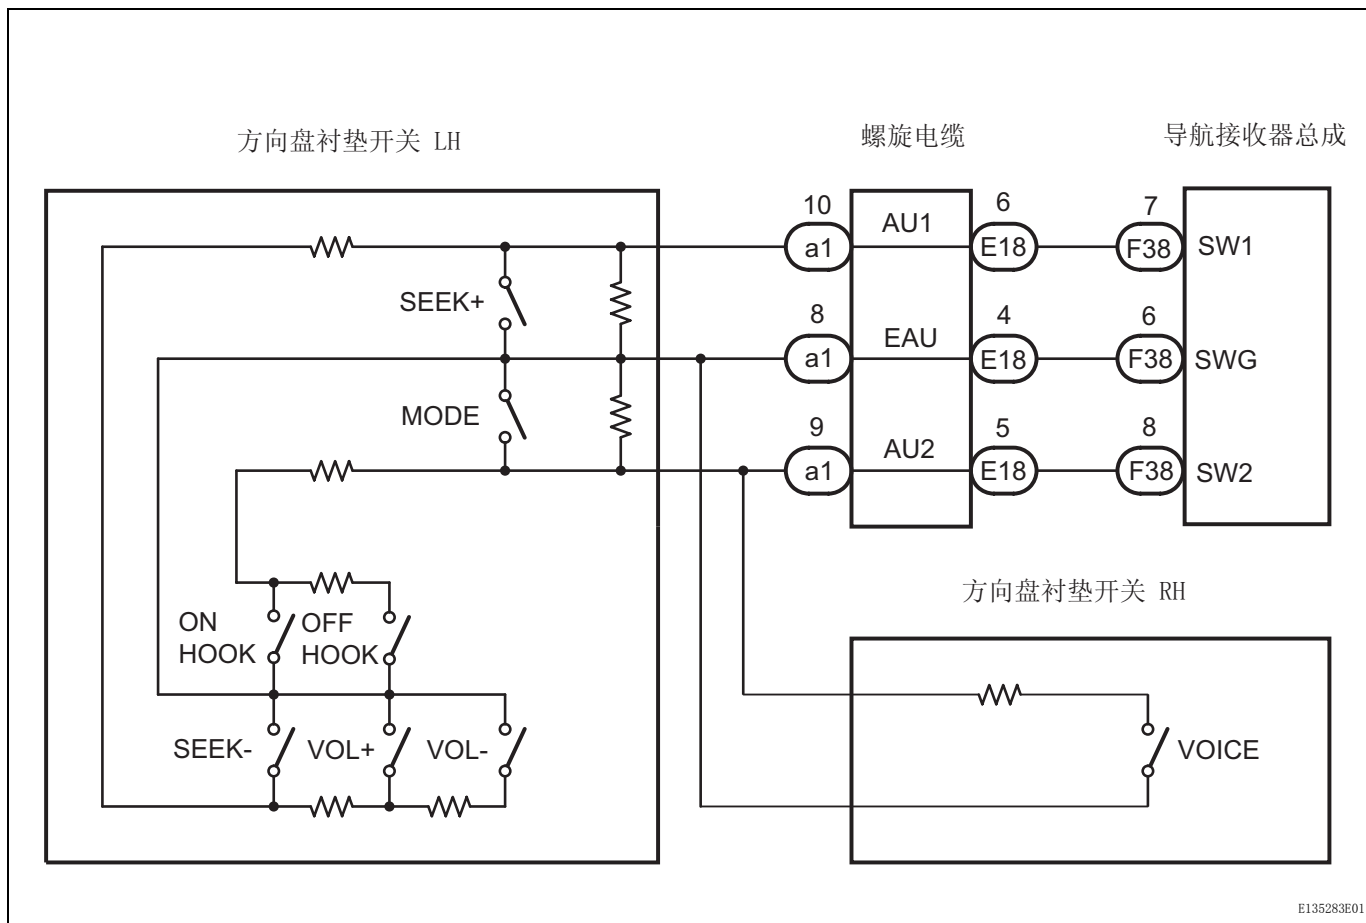 方向盘衬垫开关 LH
螺旋电缆
导航接收器总成
10
AU1
6
7
a1
E18
F38
SW1
SEEK+
8
EAU
4
6
a1
E18
F38
SWG
MODE
9
AU2
5
8
a1
E18
F38
SW2
方向盘衬垫开关 RH
ON
HOOK
OFF
HOOK
SEEK-
VOL+
VOL-
VOICE
E135283E01